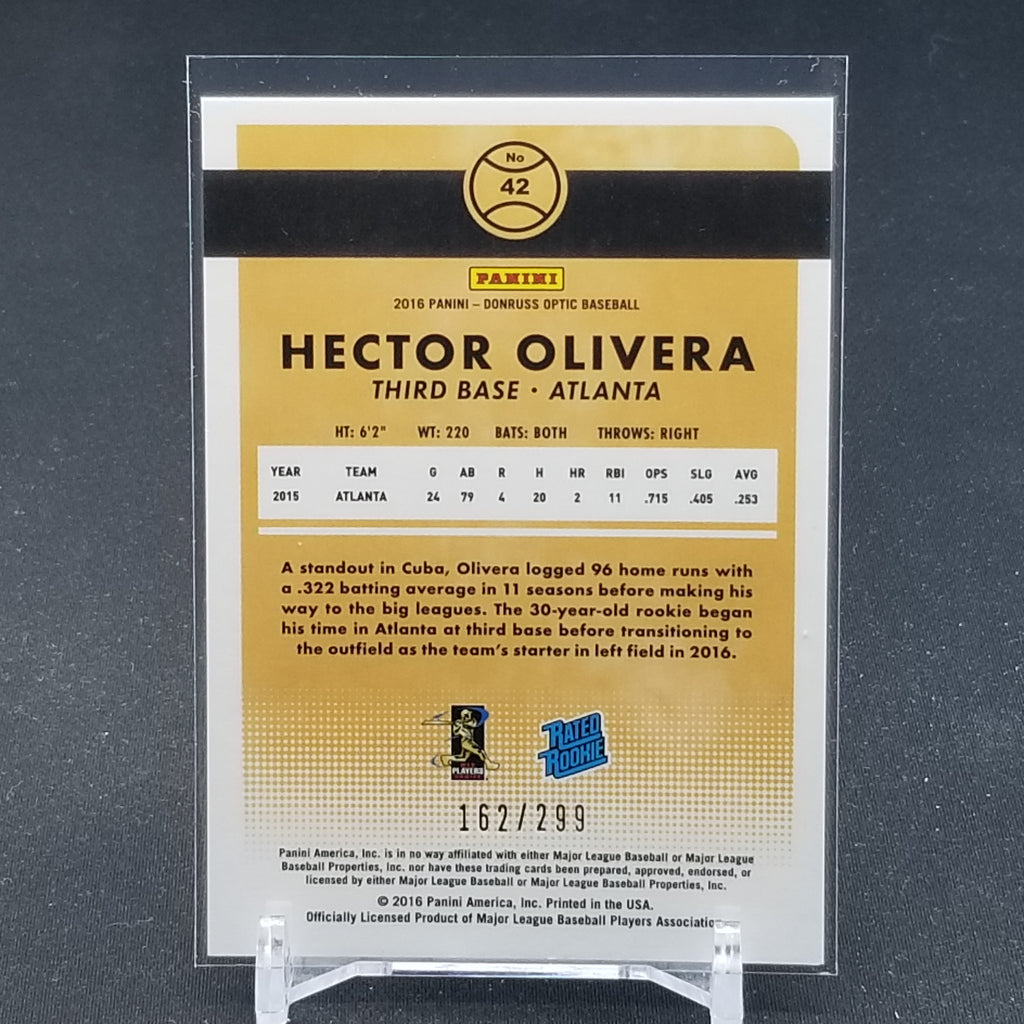 No
42
PANINI
2016 PANINI – DONRUSS OPTIC BASEBALL
HECTOR OLIVERA
THIRD BASE • ATLANTA
HT: 6'2" WT: 220 BATS: BOTH THROWS: RIGHT
YEAR TEAM G AB R H HR RBI OPS SLG AVG
2015 ATLANTA 24 79 4 20 2 11 .715 .405 .253
A standout in Cuba, Olivera logged 96 home runs with
a .322 batting average in 11 seasons before making his
way to the big leagues. The 30-year-old rookie began
his time in Atlanta at third base before transitioning to
the outfield as the team's starter in left field in 2016.
PLAYERS
RATED
ROOKIE
162/299
Panini America, Inc. is in no way affiliated with either Major League Baseball or Major League
Baseball Properties, Inc. nor have these trading cards been prepared, approved, endorsed, or
licensed by either Major League Baseball or Major League Baseball Properties, Inc.
© 2016 Panini America, Inc. Printed in the USA.
Officially Licensed Product of Major League Baseball Players Association